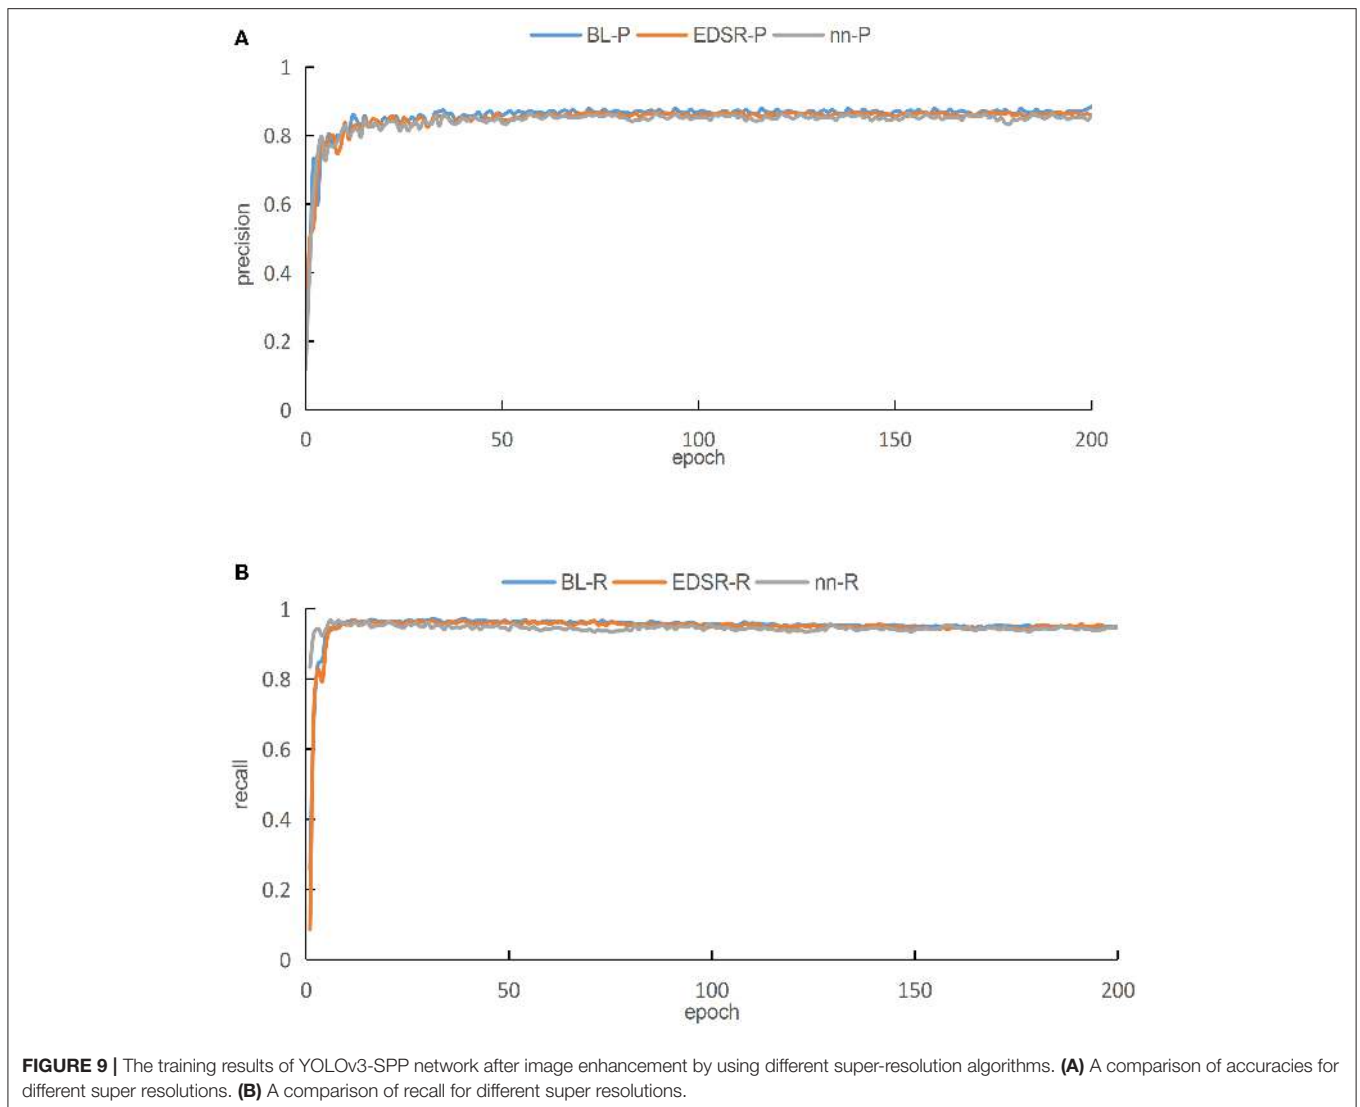 A
BL-P EDSR-P nn-P
1
0.8
0.6
0.4
0.2
0
precision
0 50 100 150 200
epoch
B
BL-R EDSR-R nn-R
1
0.8
0.6
0.4
0.2
0
recall
0 50 100 150 200
epoch
FIGURE 9 | The training results of YOLOv3-SPP network after image enhancement by using different super-resolution algorithms. (A) A comparison of accuracies for
different super resolutions. (B) A comparison of recall for different super resolutions.